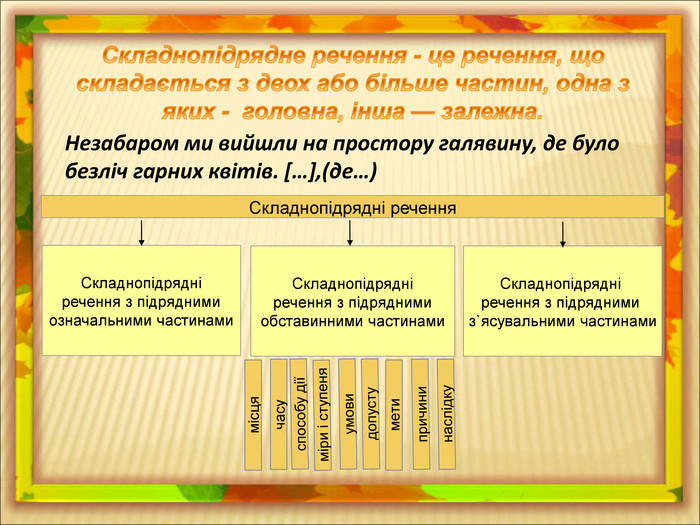 Складнопідрядне речення - це речення, що
складається з двох або більше частин, одна з
яких - головна, інша — залежна.
Незабаром ми вийшли на простору галявину, де було
безліч гарних квітів. […],(де…)
Складнопідрядні речення
Складнопідрядні
речення з підрядними
означальними частинами
Складнопідрядні
речення з підрядними
обставинними частинами
Складнопідрядні
речення з підрядними
з`ясувальними частинами
місця
часу
способу дії
міри і ступеня
умови
допусту
мети
причини
наслідку